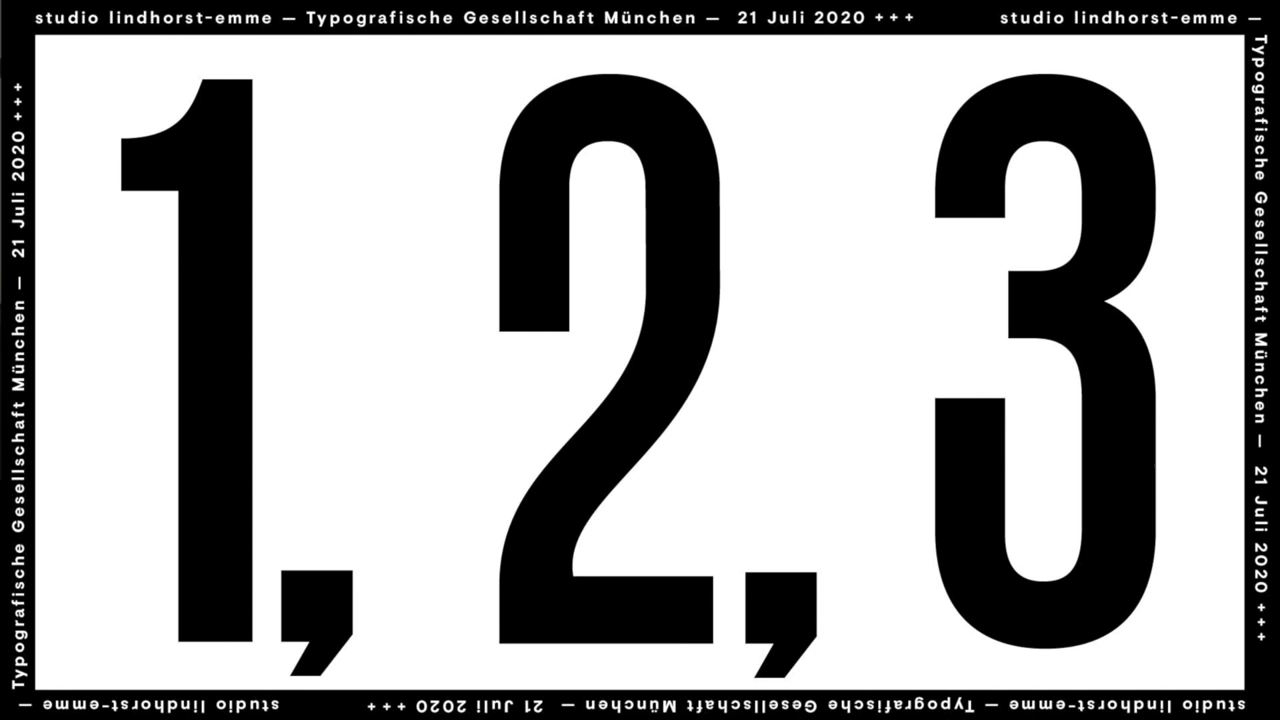 studio lindhorst-emme — Typografische Gesellschaft München — 21 Juli 2020 +++ studio lindhorst-emme —
Typografische Gesellschaft München — 21 Juli 2020 +++
1, 2, 3
studio lindhorst-emme — Typografische Gesellschaft München — 21 Juli 2020 +++ studio lindhorst-emme —
Typografische Gesellschaft München — 21 Juli 2020 +++